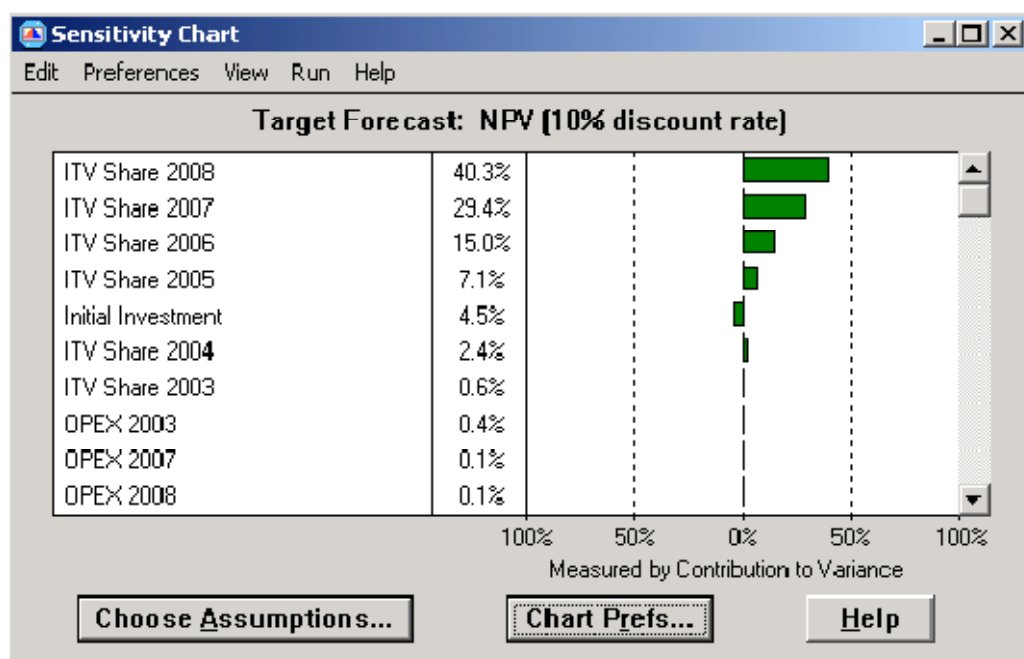 Sensitivity Chart
Edit Preferences View Run Help
Target Forecast: NPV (10% discount rate)
ITV Share 2008 40.3%
ITV Share 2007 29.4%
ITV Share 2006 15.0%
ITV Share 2005 7.1%
Initial Investment 4.5%
ITV Share 2004 2.4%
ITV Share 2003 0.6%
OPEX 2003 0.4%
OPEX 2007 0.1%
OPEX 2008 0.1%
100% 50% 0% 50% 100%
Measured by Contribution to Variance
Choose Assumptions... Chart Prefs... Help